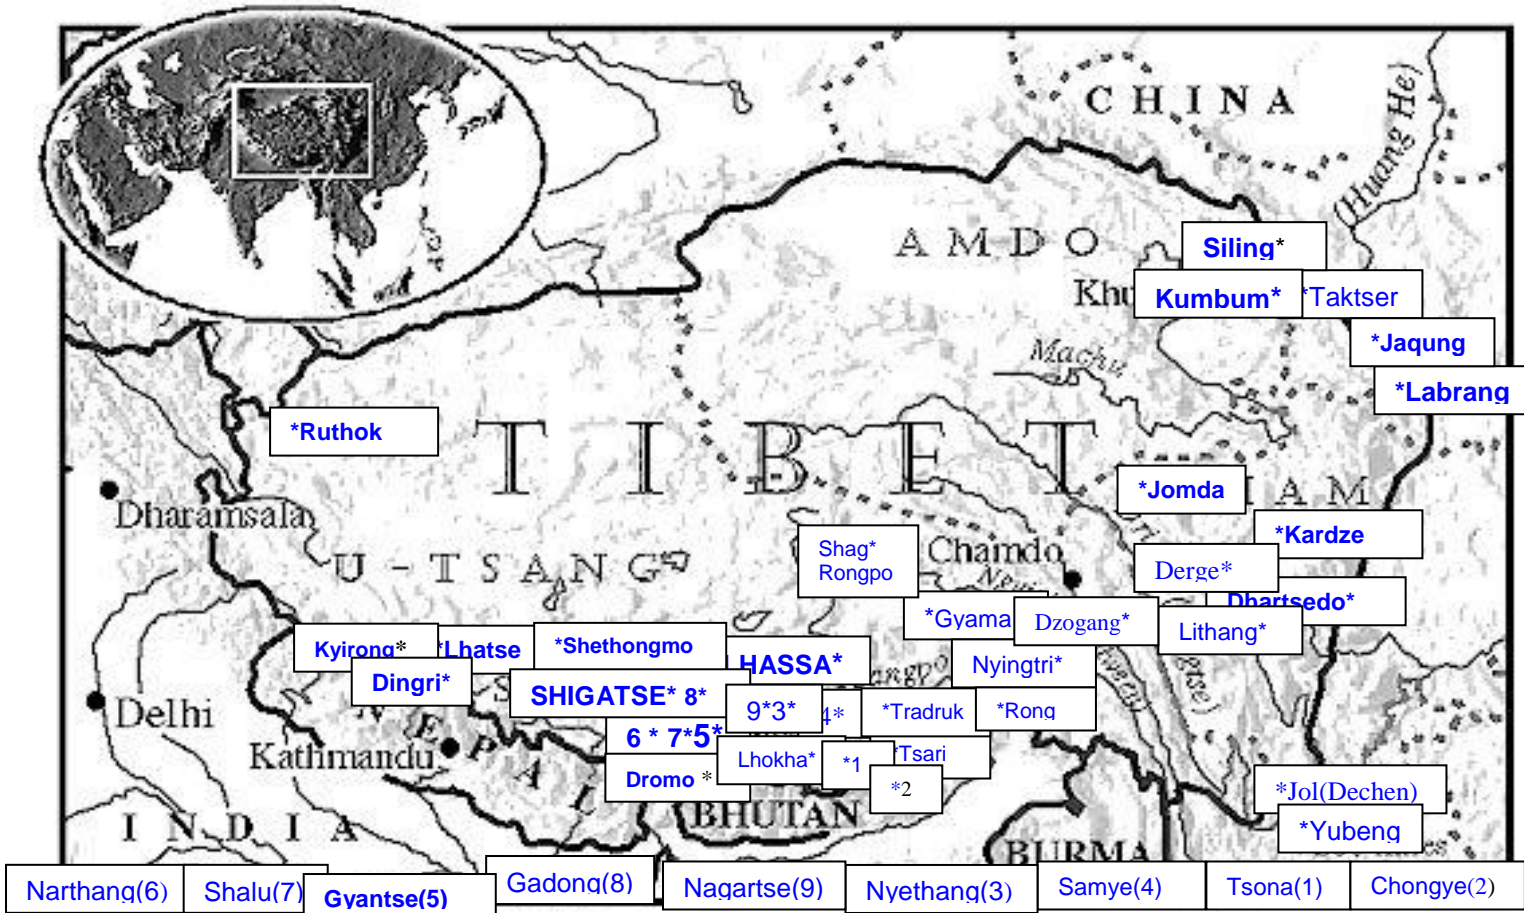 CHINA
(Huang He)
AMDO
Siling*
Khu
Kumbum*
*Taktser
*Jaqung
Machu
*Labrang
*Ruthok
TIBET
*Jomda
AM
Dharamsala
*Kardze
U-TSANG
Shag*
Rongpo
Chamdo
Derge*
Dhartsedo*
*Gyama
Dzogang*
Lithang*
Kyirong*
*Lhatse
*Shethongmo
HASSA*
angpo
Nyingtri*
Dingri*
SHIGATSE* 8*
9*3*
4*
*Tradruk
*Rong
Delhi
NEPAL
6 * 7*5*
Kathmandu
Lhokha*
*1
*Tsari
Dromo *
*2
*Jol(Dechen)
BHUTAN
*Yubeng
INDIA
BURMA
Narthang(6)
Shalu(7)
Gyantse(5)
Gadong(8)
Nagartse(9)
Nyethang(3)
Samye(4)
Tsona(1)
Chongye(2)